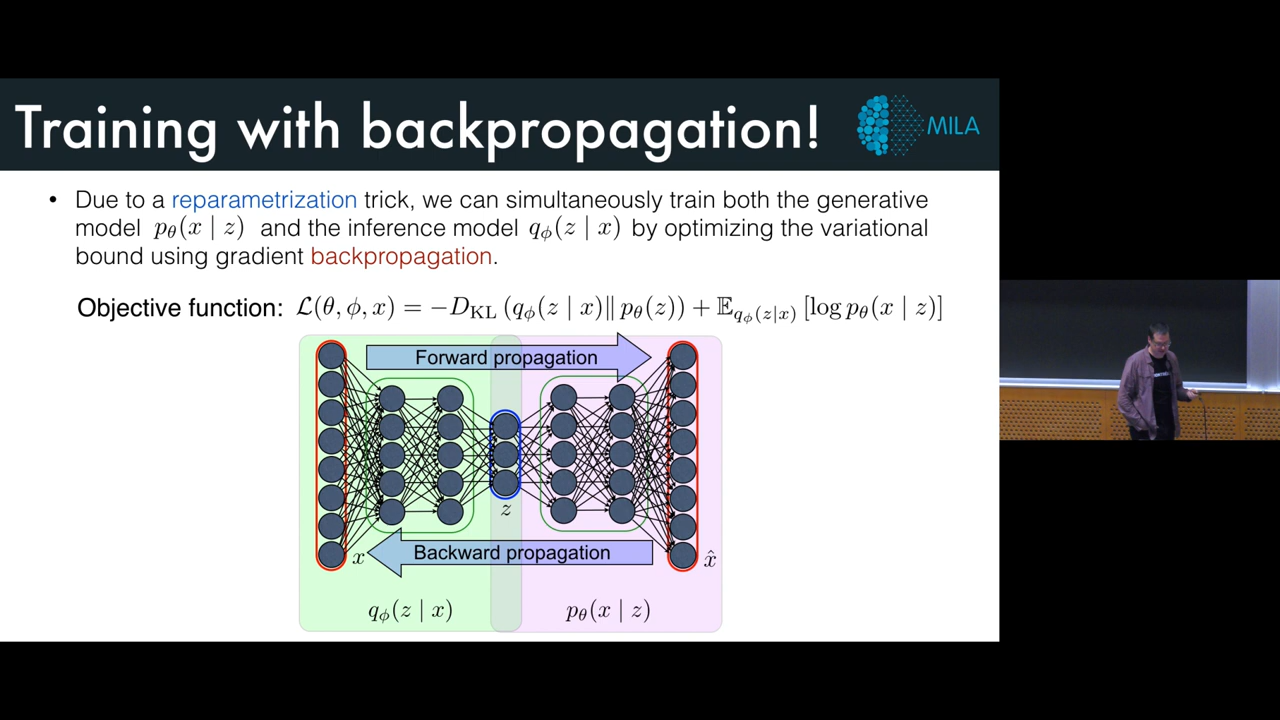 Training with backpropagation!
MILA
• Due to a reparametrization trick, we can simultaneously train both the generative
model pθ(x | z) and the inference model qϕ(z | x) by optimizing the variational
bound using gradient backpropagation.
Objective function: ℒ(θ, ϕ, x) = −D_KL (qϕ(z | x)‖ pθ(z)) + 𝔼_qϕ(z|x) [log pθ(x | z)]
Forward propagation
z
Backward propagation
x
x̂
qϕ(z | x)
pθ(x | z)